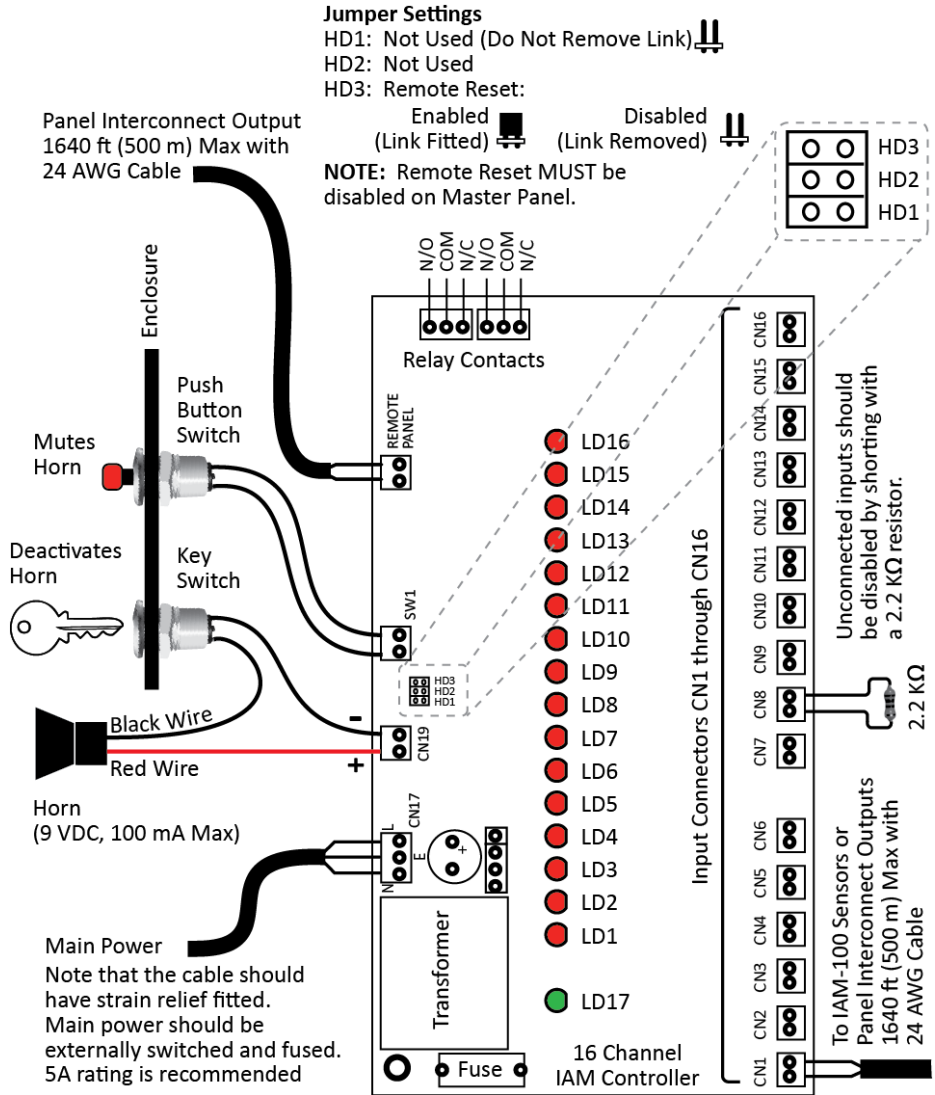 Jumper Settings
HD1: Not Used (Do Not Remove Link)
HD2: Not Used
HD3: Remote Reset:
Enabled
(Link Fitted)
Disabled
(Link Removed)
NOTE: Remote Reset MUST be
disabled on Master Panel.
HD3
HD2
HD1
Panel Interconnect Output
1640 ft (500 m) Max with
24 AWG Cable
Enclosure
N/O
COM
N/C
N/O
COM
N/C
Relay Contacts
Push
Button
Switch
Mutes
Horn
REMOTE
PANEL
Deactivates
Horn
Key
Switch
SW1
HD3
HD2
HD1
Black Wire
-
Red Wire
+
CN19
Horn
(9 VDC, 100 mA Max)
CN17
L
E
N
+
Main Power
Note that the cable should
have strain relief fitted.
Main power should be
externally switched and fused.
5A rating is recommended
Transformer
Fuse
LD16
LD15
LD14
LD13
LD12
LD11
LD10
LD9
LD8
LD7
LD6
LD5
LD4
LD3
LD2
LD1
LD17
16 Channel
IAM Controller
Input Connectors CN1 through CN16
CN16
CN15
CN14
CN13
CN12
CN11
CN10
CN9
CN8
CN7
CN6
CN5
CN4
CN3
CN2
CN1
Unconnected inputs should
be disabled by shorting with
a 2.2 KΩ resistor.
2.2 KΩ
To IAM-100 Sensors or
Panel Interconnect Outputs
1640 ft (500 m) Max with
24 AWG Cable